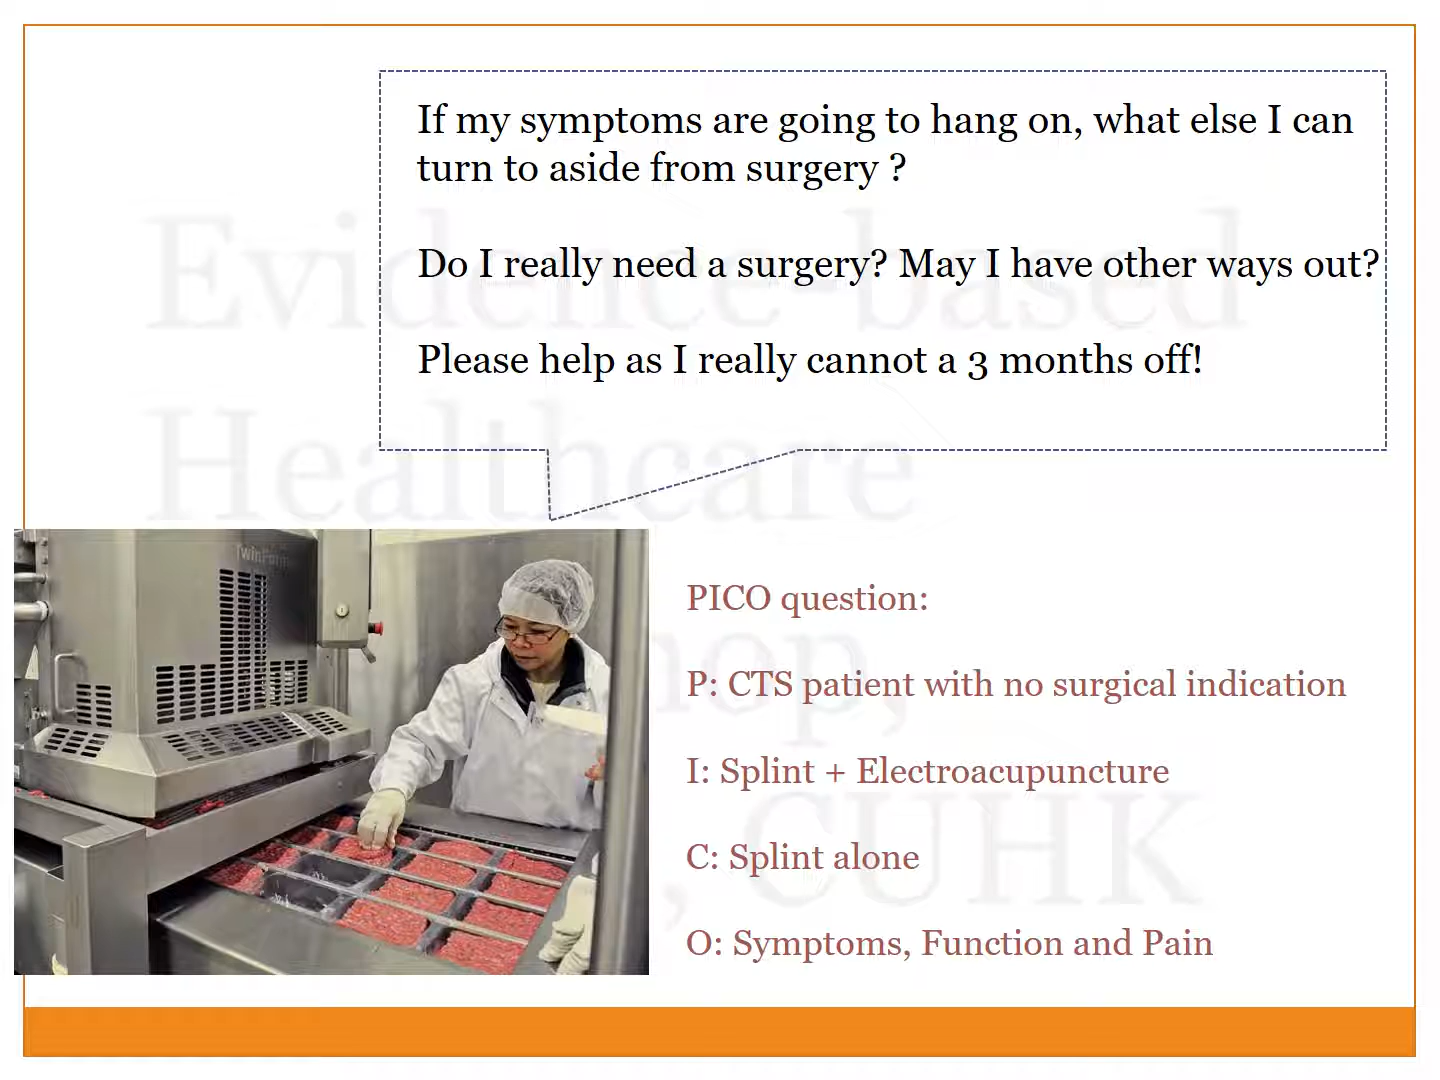 If my symptoms are going to hang on, what else I can
turn to aside from surgery ?
Do I really need a surgery? May I have other ways out?
Please help as I really cannot a 3 months off!
Evidence-based
Healthcare
CUHK
PICO question:
P: CTS patient with no surgical indication
I: Splint + Electroacupuncture
C: Splint alone
O: Symptoms, Function and Pain